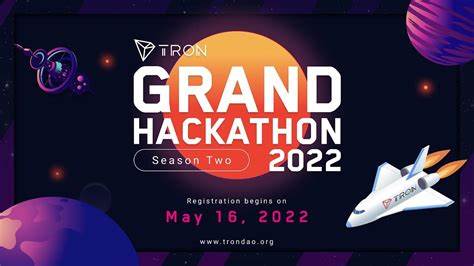 TRON
GRAND
HACKATHON
Season Two 2022
Registration begins on
May 16, 2022
www.trondao.org
TRON